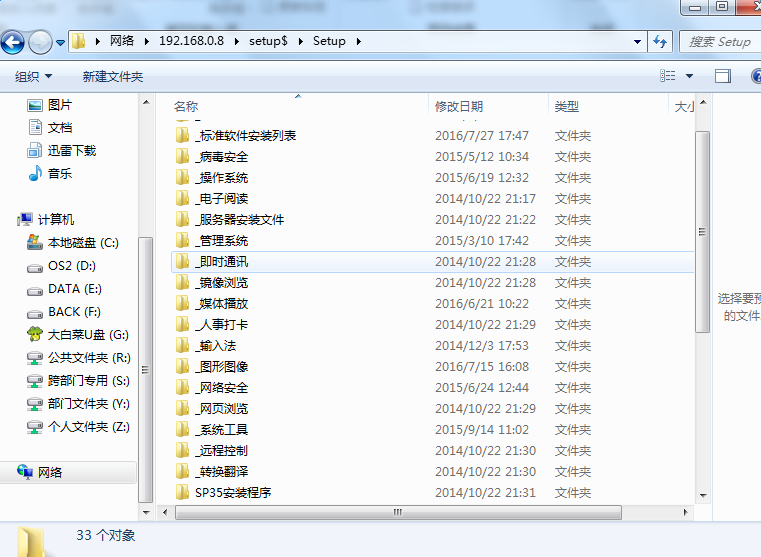 网络 192.168.0.8 setup$ Setup 搜索 Setup
组织 新建文件夹
图片
文档
迅雷下载
音乐
计算机
本地磁盘 (C:)
OS2 (D:)
DATA (E:)
BACK (F:)
大白菜U盘 (G:)
公共文件夹 (R:)
跨部门专用 (S:)
部门文件夹 (Y:)
个人文件夹 (Z:)
网络
名称 修改日期 类型 大小
_标准软件安装列表 2016/7/27 17:47 文件夹
_病毒安全 2015/5/12 10:34 文件夹
_操作系统 2015/6/19 12:32 文件夹
_电子阅读 2014/10/22 21:17 文件夹
_服务器安装文件 2014/10/22 21:22 文件夹
_管理系统 2015/3/10 17:42 文件夹
_即时通讯 2014/10/22 21:28 文件夹
_镜像浏览 2014/10/22 21:28 文件夹
_媒体播放 2016/6/21 10:22 文件夹
_人事打卡 2014/10/22 21:29 文件夹
_输入法 2014/12/3 17:53 文件夹
_图形图像 2016/7/15 16:08 文件夹
_网络安全 2015/6/24 12:44 文件夹
_网页浏览 2014/10/22 21:29 文件夹
_系统工具 2015/9/14 11:02 文件夹
_远程控制 2014/10/22 21:30 文件夹
_转换翻译 2014/10/22 21:30 文件夹
SP35安装程序 2014/10/22 21:31 文件夹
选择要预
的文件
33 个对象